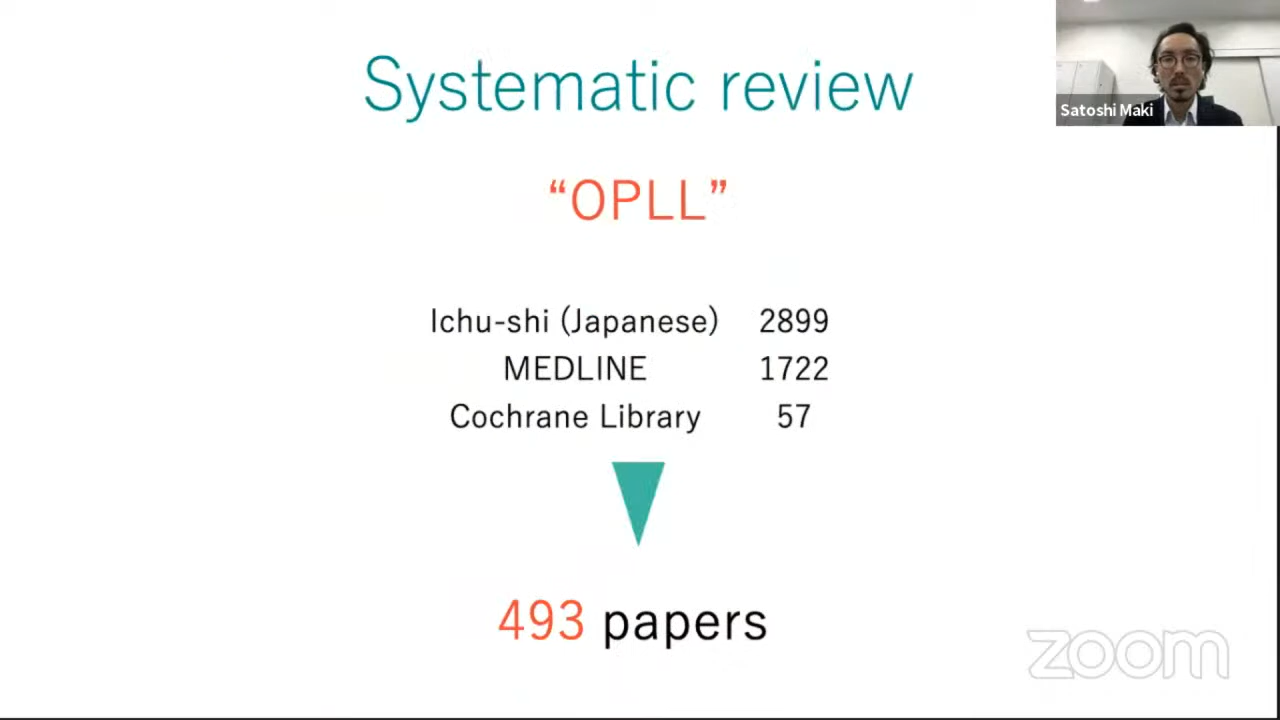 Systematic review
“OPLL”
Ichu-shi (Japanese) 2899
MEDLINE 1722
Cochrane Library 57
493 papers
Satoshi Maki
zoom